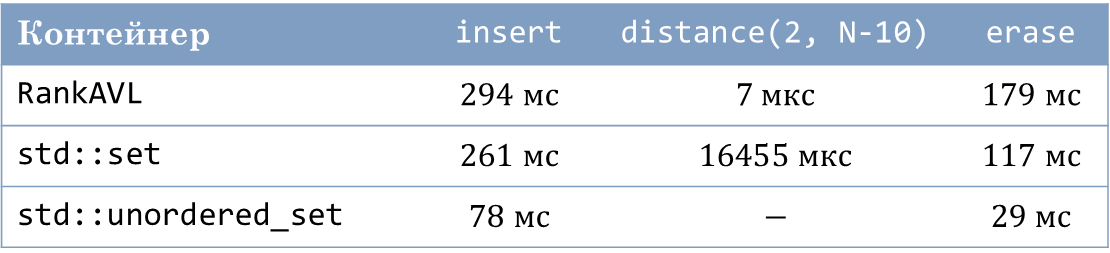 Контейнер insert distance(2, N-10) erase
RankAVL 294 мс 7 мкс 179 мс
std::set 261 мс 16455 мкс 117 мс
std::unordered_set 78 мс — 29 мс